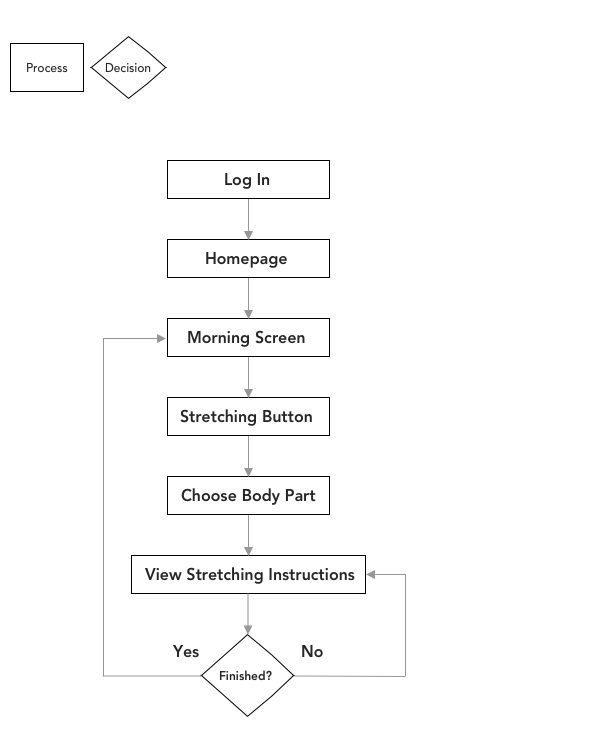 Process
Decision
Log In
Homepage
Morning Screen
Stretching Button
Choose Body Part
View Stretching Instructions
Yes
No
Finished?